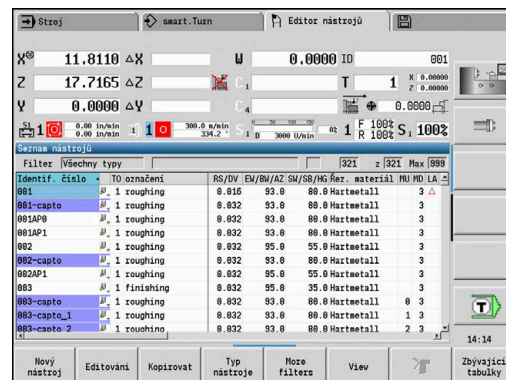 Stroj smart.Turn Editor nástrojů
X 11.8110 ΔX U 0.0000 ID 001
Z 17.7165 ΔZ C 1 T 1 X 0.00000 Z 0.00000
Y 0.0000 ΔY C 4 0.0000
S1 1 0.00 in/min 0.00 in/min 1 1 300.0 m/min 334.2 ° S 1 0 50 100 150 D 3000 U/min 0% 1 F 100% R 100% S1 100%
Seznam nástrojů
Filter Všechny typy 321 z 321 Max 999
Identif. číslo TO označení RS/DV EW/BW/AZ SW/SB/HG Řez. materiál MU MD LA
001 1 roughing 0.016 93.0 80.0 Hartmetall 3
001-capto 1 roughing 0.032 93.0 80.0 Hartmetall 3
001AP0 1 roughing 0.032 93.0 80.0 Hartmetall 3
001AP1 1 roughing 0.032 93.0 80.0 Hartmetall 3
002 1 roughing 0.032 95.0 55.0 Hartmetall 3
002-capto 1 roughing 0.032 93.0 80.0 Hartmetall 3
002AP1 1 roughing 0.032 95.0 55.0 Hartmetall 3
003 1 finishing 0.032 95.0 35.0 Hartmetall 3
003-capto 1 roughing 0.032 93.0 80.0 Hartmetall 0 3
003-capto_1 1 roughing 0.032 93.0 80.0 Hartmetall 1 3
003-capto_2 1 roughing 0.032 93.0 80.0 Hartmetall 2 3
T
14:14
Nový nástroj Editování Kopírovat Typ nástroje More filters View Zbývající tabulky